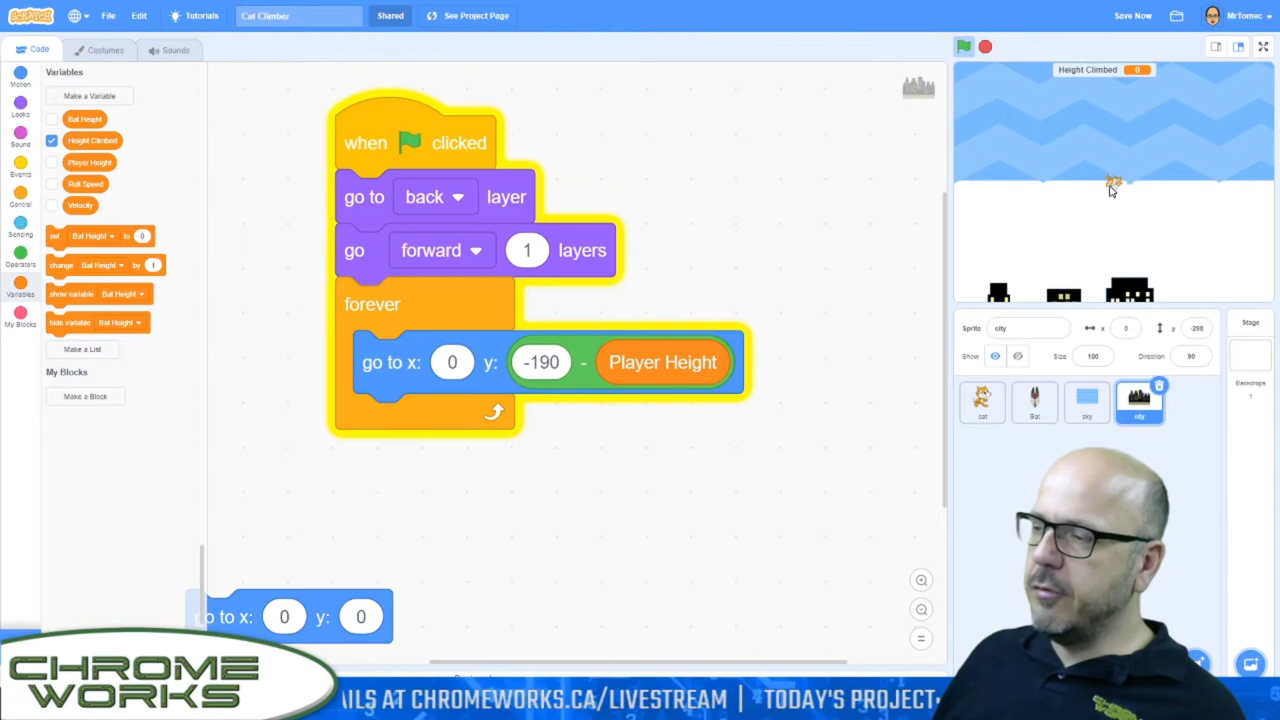 SCRATCH
File
Edit
Tutorials
Cat Climber
Shared
See Project Page
Save Now
MrTomec
Code
Costumes
Sounds
Motion
Looks
Sound
Events
Control
Sensing
Operators
Variables
My Blocks
Variables
Make a Variable
Bat Height
Height Climbed
Player Height
Roll Speed
Velocity
set Bat Height to 0
change Bat Height by 1
show variable Bat Height
hide variable Bat Height
Make a List
My Blocks
Make a Block
when clicked
go to back layer
go forward 1 layers
forever
go to x: 0 y: -190 - Player Height
go to x: 0 y: 0
Height Climbed 0
Sprite city x 0 y -290
Show Size 100 Direction 90
cat
Bat
sky
city
Stage
Backdrops
1
CHROME
WORKS
AILS AT CHROMEWORKS.CA/LIVESTREAM | TODAY'S PROJECT